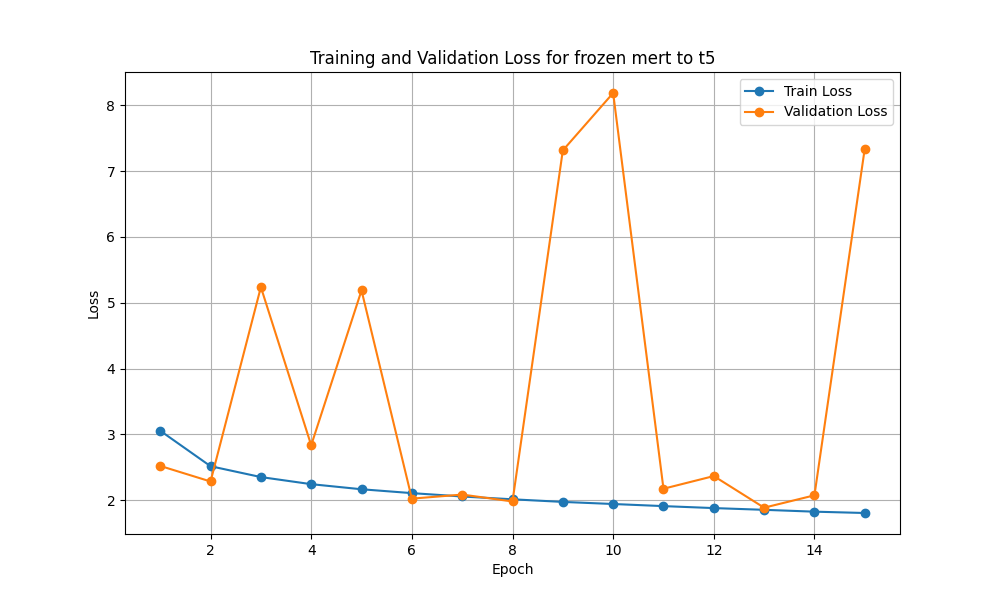 Training and Validation Loss for frozen mert to t5
Train Loss
Validation Loss
8
7
6
5
4
3
2
Loss
2 4 6 8 10 12 14
Epoch